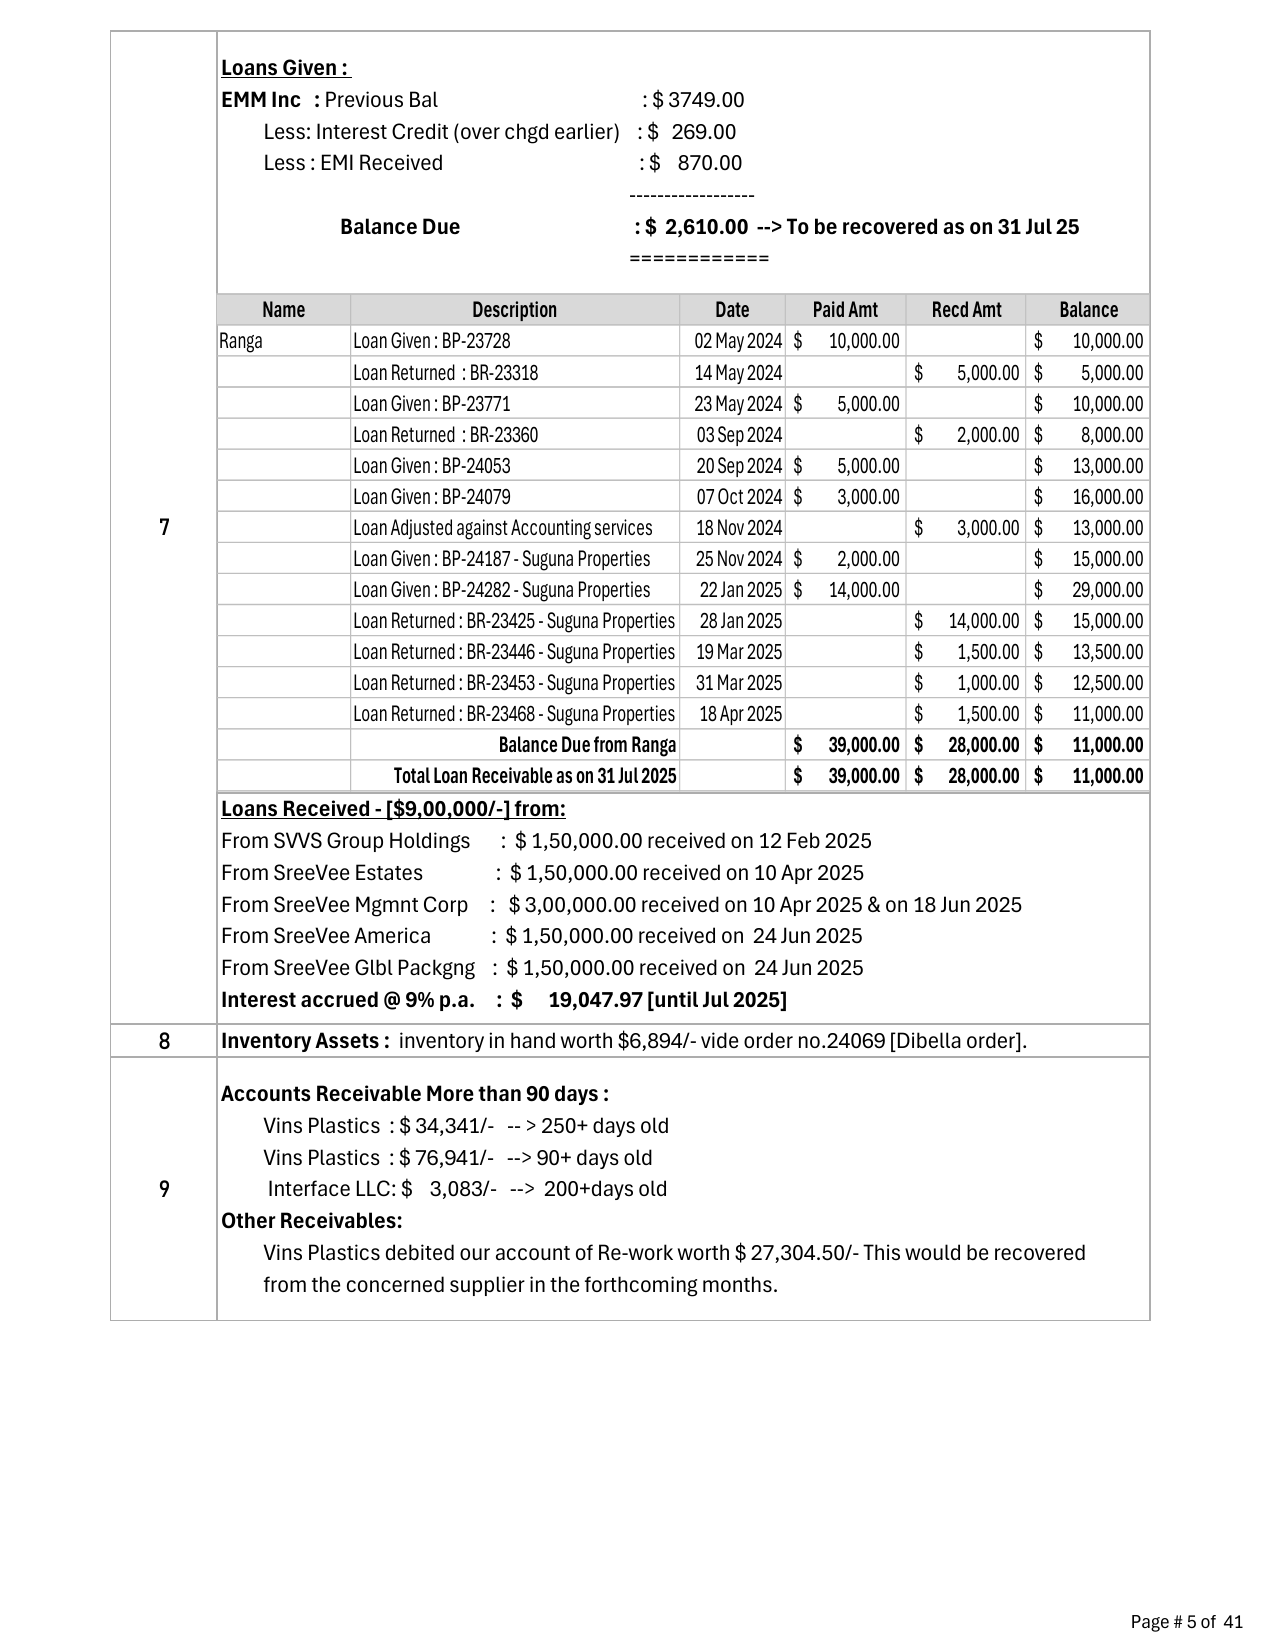 Loans Given :
EMM Inc : Previous Bal : $ 3749.00
Less: Interest Credit (over chgd earlier) : $ 269.00
Less : EMI Received : $ 870.00
------------------
Balance Due : $ 2,610.00 --> To be recovered as on 31 Jul 25
============
Name Description Date Paid Amt Recd Amt Balance
Ranga Loan Given : BP-23728 02 May 2024 $ 10,000.00 $ 10,000.00
Loan Returned : BR-23318 14 May 2024 $ 5,000.00 $ 5,000.00
Loan Given : BP-23771 23 May 2024 $ 5,000.00 $ 10,000.00
Loan Returned : BR-23360 03 Sep 2024 $ 2,000.00 $ 8,000.00
Loan Given : BP-24053 20 Sep 2024 $ 5,000.00 $ 13,000.00
Loan Given : BP-24079 07 Oct 2024 $ 3,000.00 $ 16,000.00
7 Loan Adjusted against Accounting services 18 Nov 2024 $ 3,000.00 $ 13,000.00
Loan Given : BP-24187 - Suguna Properties 25 Nov 2024 $ 2,000.00 $ 15,000.00
Loan Given : BP-24282 - Suguna Properties 22 Jan 2025 $ 14,000.00 $ 29,000.00
Loan Returned : BR-23425 - Suguna Properties 28 Jan 2025 $ 14,000.00 $ 15,000.00
Loan Returned : BR-23446 - Suguna Properties 19 Mar 2025 $ 1,500.00 $ 13,500.00
Loan Returned : BR-23453 - Suguna Properties 31 Mar 2025 $ 1,000.00 $ 12,500.00
Loan Returned : BR-23468 - Suguna Properties 18 Apr 2025 $ 1,500.00 $ 11,000.00
Balance Due from Ranga $ 39,000.00 $ 28,000.00 $ 11,000.00
Total Loan Receivable as on 31 Jul 2025 $ 39,000.00 $ 28,000.00 $ 11,000.00
Loans Received - [$9,00,000/-] from:
From SVVS Group Holdings : $ 1,50,000.00 received on 12 Feb 2025
From SreeVee Estates : $ 1,50,000.00 received on 10 Apr 2025
From SreeVee Mgmnt Corp : $ 3,00,000.00 received on 10 Apr 2025 & on 18 Jun 2025
From SreeVee America : $ 1,50,000.00 received on 24 Jun 2025
From SreeVee Glbl Packgng : $ 1,50,000.00 received on 24 Jun 2025
Interest accrued @ 9% p.a. : $ 19,047.97 [until Jul 2025]
8 Inventory Assets : inventory in hand worth $6,894/- vide order no.24069 [Dibella order].
Accounts Receivable More than 90 days :
Vins Plastics : $ 34,341/- -- > 250+ days old
Vins Plastics : $ 76,941/- --> 90+ days old
9 Interface LLC: $ 3,083/- --> 200+days old
Other Receivables:
Vins Plastics debited our account of Re-work worth $ 27,304.50/- This would be recovered
from the concerned supplier in the forthcoming months.
Page # 5 of 41